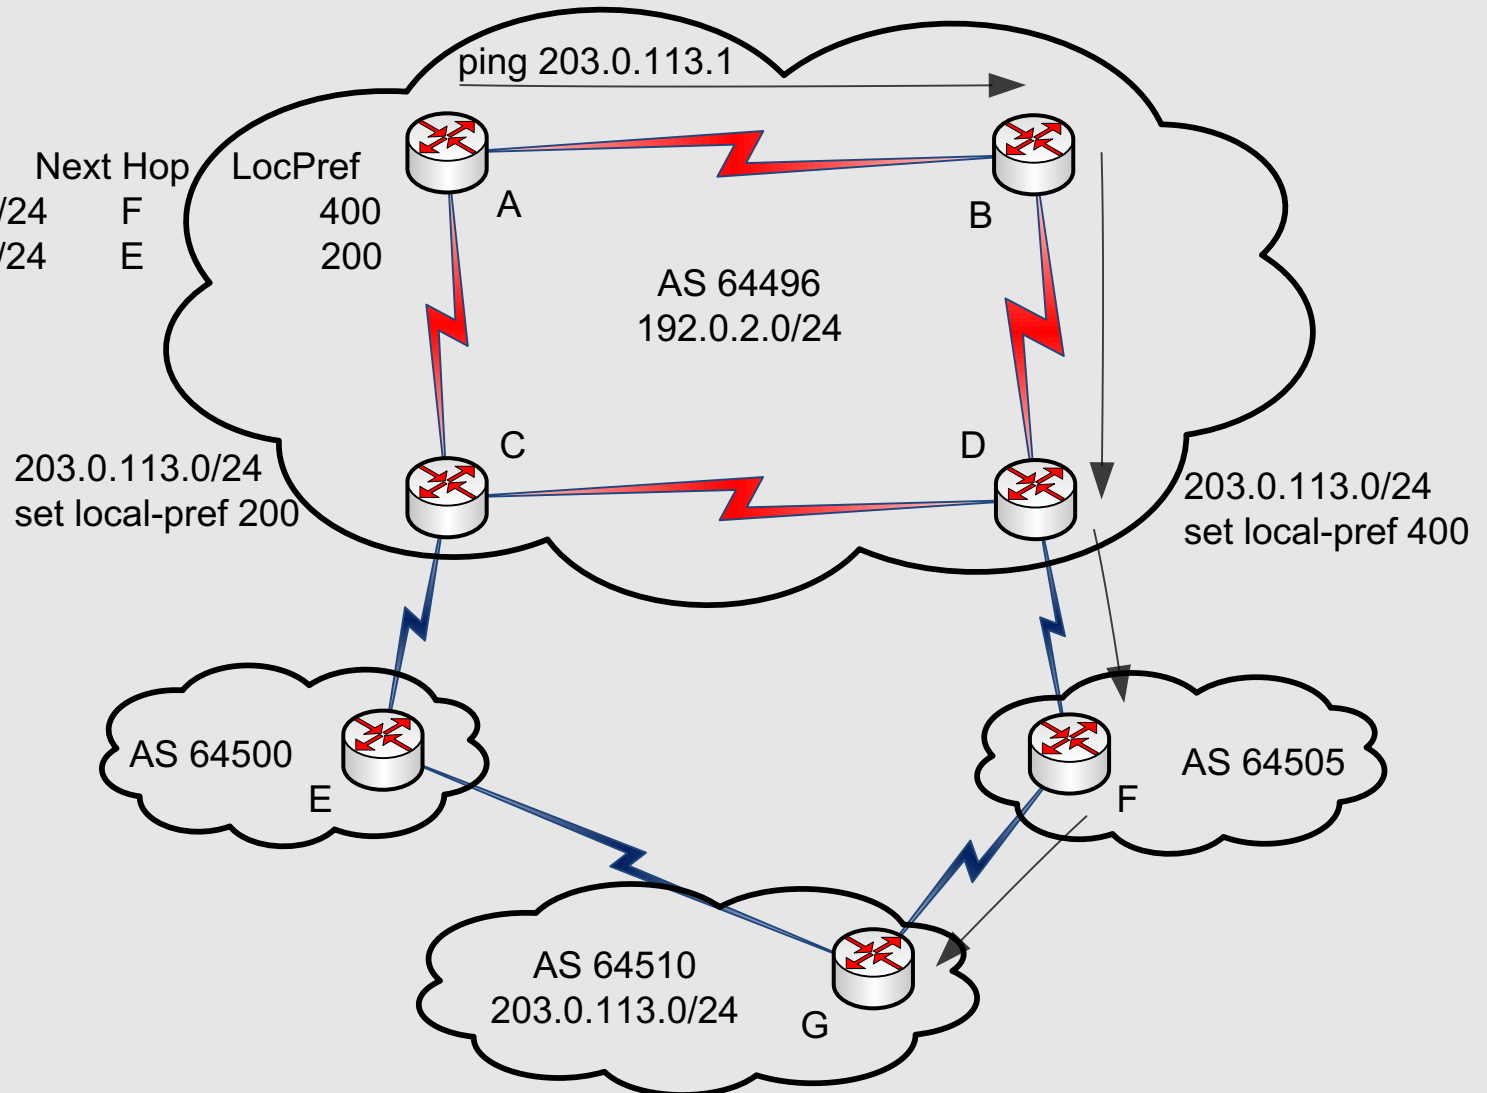 ping 203.0.113.1
Next Hop LocPref
/24 F 400
/24 E 200
A
B
AS 64496
192.0.2.0/24
C
D
203.0.113.0/24
set local-pref 200
203.0.113.0/24
set local-pref 400
AS 64500
E
AS 64505
F
AS 64510
203.0.113.0/24
G